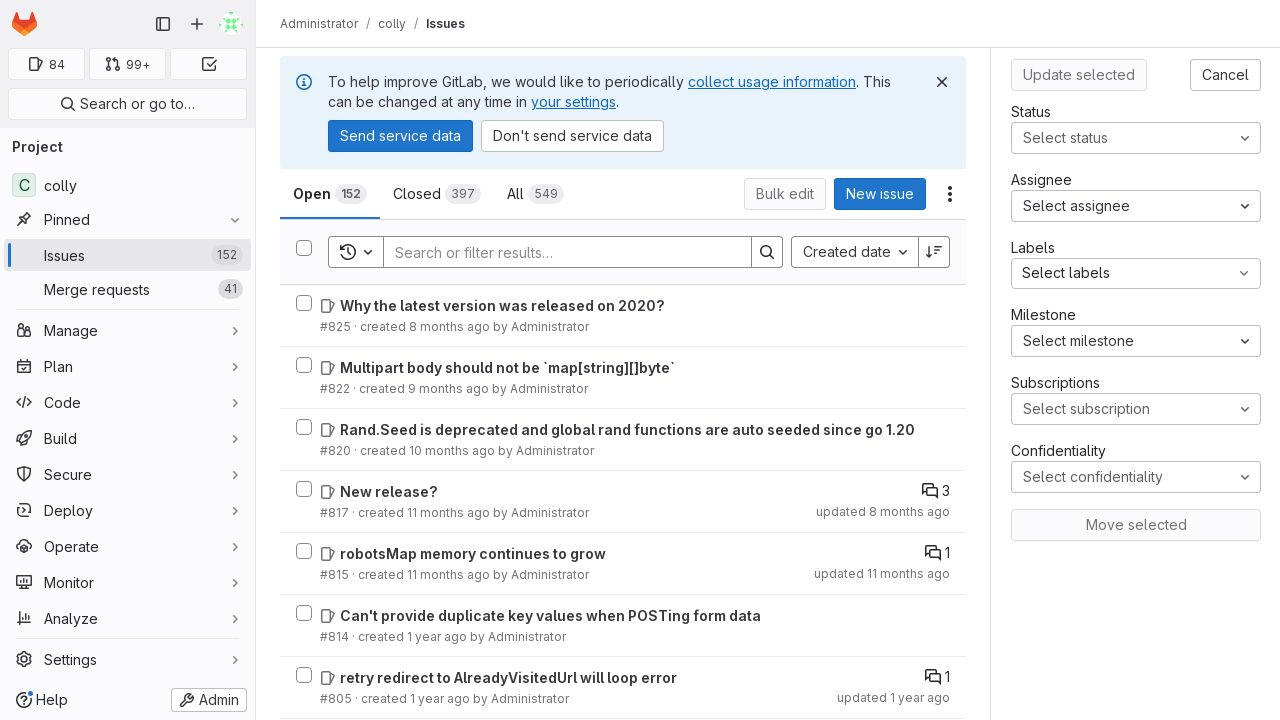 Administrator / colly / Issues
84
99+
Search or go to…
Project
C colly
Pinned
Issues 152
Merge requests 41
Manage
Plan
Code
Build
Secure
Deploy
Operate
Monitor
Analyze
Settings
Help
Admin
To help improve GitLab, we would like to periodically collect usage information. This
can be changed at any time in your settings.
Send service data
Don't send service data
Open 152
Closed 397
All 549
Bulk edit
New issue
Search or filter results…
Created date
Why the latest version was released on 2020?
#825 · created 8 months ago by Administrator
Multipart body should not be `map[string][]byte`
#822 · created 9 months ago by Administrator
Rand.Seed is deprecated and global rand functions are auto seeded since go 1.20
#820 · created 10 months ago by Administrator
New release?
3
#817 · created 11 months ago by Administrator
updated 8 months ago
robotsMap memory continues to grow
1
#815 · created 11 months ago by Administrator
updated 11 months ago
Can't provide duplicate key values when POSTing form data
#814 · created 1 year ago by Administrator
retry redirect to AlreadyVisitedUrl will loop error
1
#805 · created 1 year ago by Administrator
updated 1 year ago
Update selected
Cancel
Status
Select status
Assignee
Select assignee
Labels
Select labels
Milestone
Select milestone
Subscriptions
Select subscription
Confidentiality
Select confidentiality
Move selected